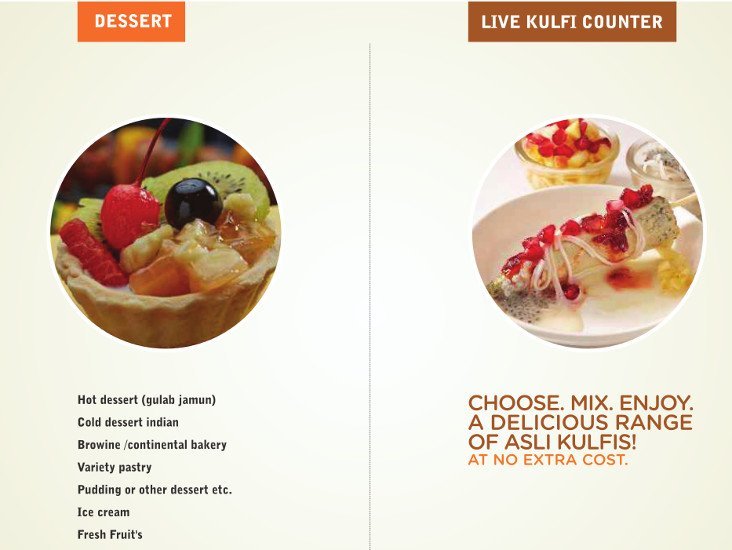 DESSERT
Hot dessert (gulab jamun)
Cold dessert indian
Browine /continental bakery
Variety pastry
Pudding or other dessert etc.
Ice cream
Fresh Fruit's
LIVE KULFI COUNTER
CHOOSE. MIX. ENJOY.
A DELICIOUS RANGE
OF ASLI KULFIS!
AT NO EXTRA COST.